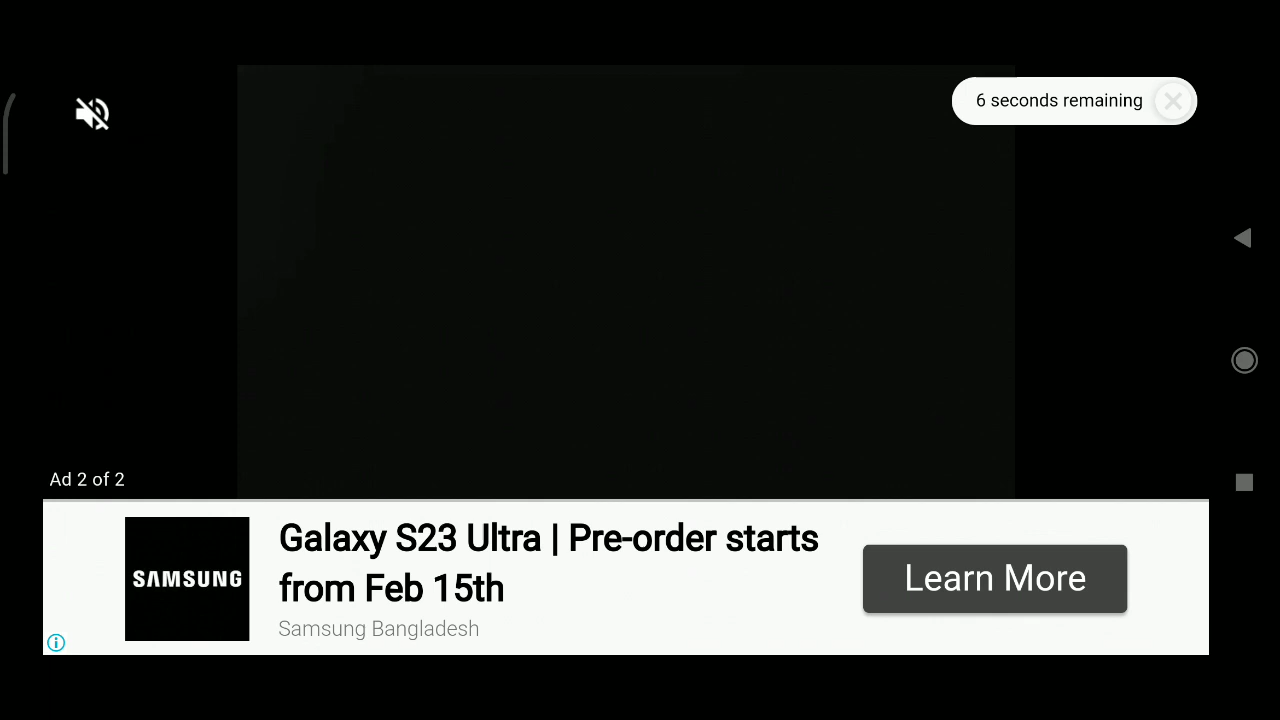 6 seconds remaining
Ad 2 of 2
SAMSUNG
Galaxy S23 Ultra | Pre-order starts
from Feb 15th
Samsung Bangladesh
Learn More